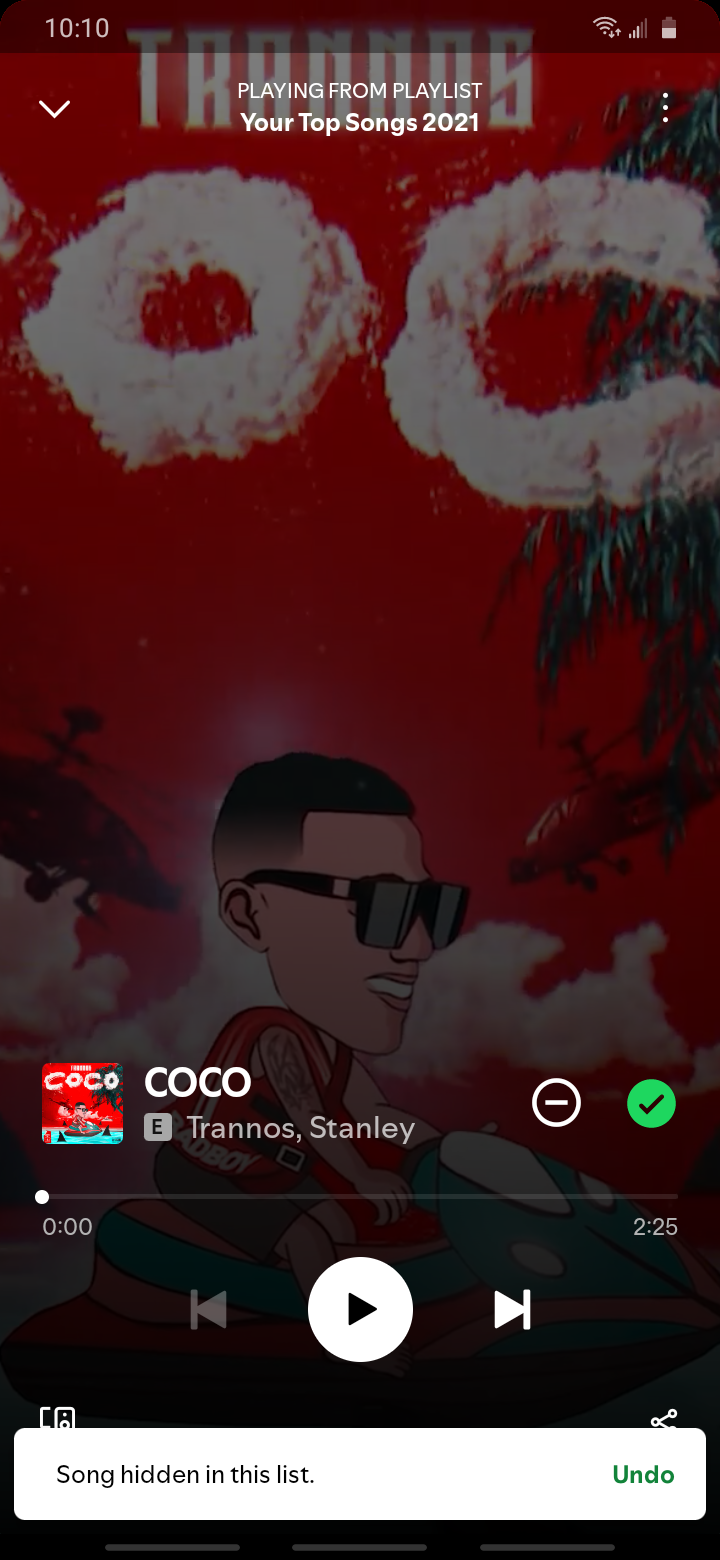 10:10
TRANNOS
PLAYING FROM PLAYLIST
Your Top Songs 2021
OC
TRANNOS
COCO
COCO
E Trannos, Stanley
0:00
2:25
Song hidden in this list.
Undo